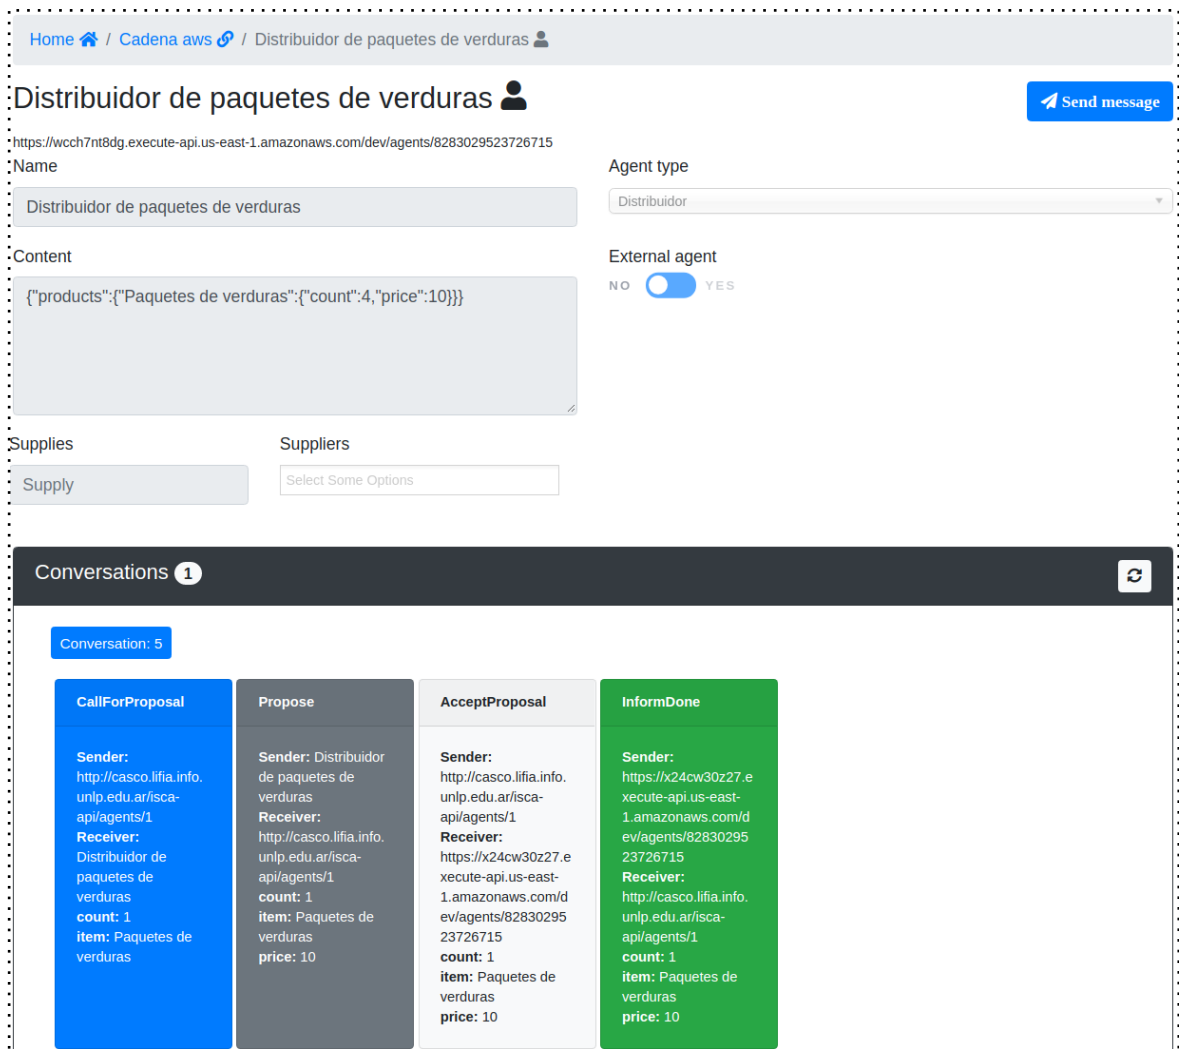 Home / Cadena aws / Distribuidor de paquetes de verduras
Distribuidor de paquetes de verduras
Send message
https://wcch7nt8dg.execute-api.us-east-1.amazonaws.com/dev/agents/8283029523726715
Name
Agent type
Distribuidor de paquetes de verduras
Distribuidor
Content
External agent
{"products":{"Paquetes de verduras":{"count":4,"price":10}}}
NO YES
Supplies
Suppliers
Supply
Select Some Options
Conversations 1
Conversation: 5
CallForProposal
Sender:
http://casco.lifia.info.
unlp.edu.ar/isca-
api/agents/1
Receiver:
Distribuidor de
paquetes de
verduras
count: 1
item: Paquetes de
verduras
Propose
Sender: Distribuidor
de paquetes de
verduras
Receiver:
http://casco.lifia.info.
unlp.edu.ar/isca-
api/agents/1
count: 1
item: Paquetes de
verduras
price: 10
AcceptProposal
Sender:
http://casco.lifia.info.
unlp.edu.ar/isca-
api/agents/1
Receiver:
https://x24cw30z27.e
xecute-api.us-east-
1.amazonaws.com/d
ev/agents/82830295
23726715
count: 1
item: Paquetes de
verduras
price: 10
InformDone
Sender:
https://x24cw30z27.e
xecute-api.us-east-
1.amazonaws.com/d
ev/agents/82830295
23726715
Receiver:
http://casco.lifia.info.
unlp.edu.ar/isca-
api/agents/1
count: 1
item: Paquetes de
verduras
price: 10